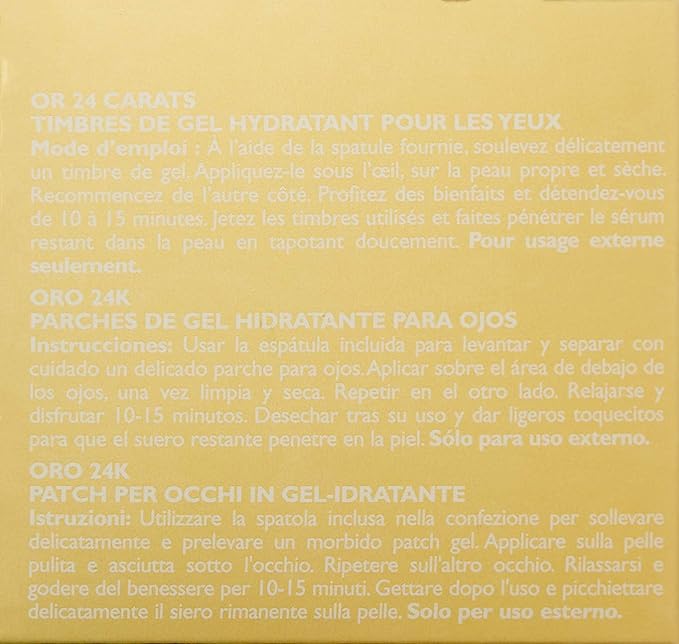 OR 24 CARATS
TIMBRES DE GEL HYDRATANT POUR LES YEUX
Mode d'emploi : À l'aide de la spatule fournie, soulevez délicatement
un timbre de gel. Appliquez-le sous l'œil, sur la peau propre et sèche.
Recommencez de l'autre côté. Profitez des bienfaits et détendez-vous
de 10 à 15 minutes. Jetez les timbres utilisés et faites pénétrer le sérum
restant dans la peau en tapotant doucement. Pour usage externe
seulement.
ORO 24K
PARCHES DE GEL HIDRATANTE PARA OJOS
Instrucciones: Usar la espátula incluida para levantar y separar con
cuidado un delicado parche para ojos. Aplicar sobre el área de debajo de
los ojos, una vez limpia y seca. Repetir en el otro lado. Relajarse y
disfrutar 10-15 minutos. Desechar tras su uso y dar ligeros toquecitos
para que el suero restante penetre en la piel. Sólo para uso externo.
ORO 24K
PATCH PER OCCHI IN GEL-IDRATANTE
Istruzioni: Utilizzare la spatola inclusa nella confezione per sollevare
delicatamente e prelevare un morbido patch gel. Applicare sulla pelle
pulita e asciutta sotto l'occhio. Ripetere sull'altro occhio. Rilassarsi e
godere del benessere per 10-15 minuti. Gettare dopo l'uso e picchiettare
delicatamente il siero rimanente sulla pelle. Solo per uso esterno.